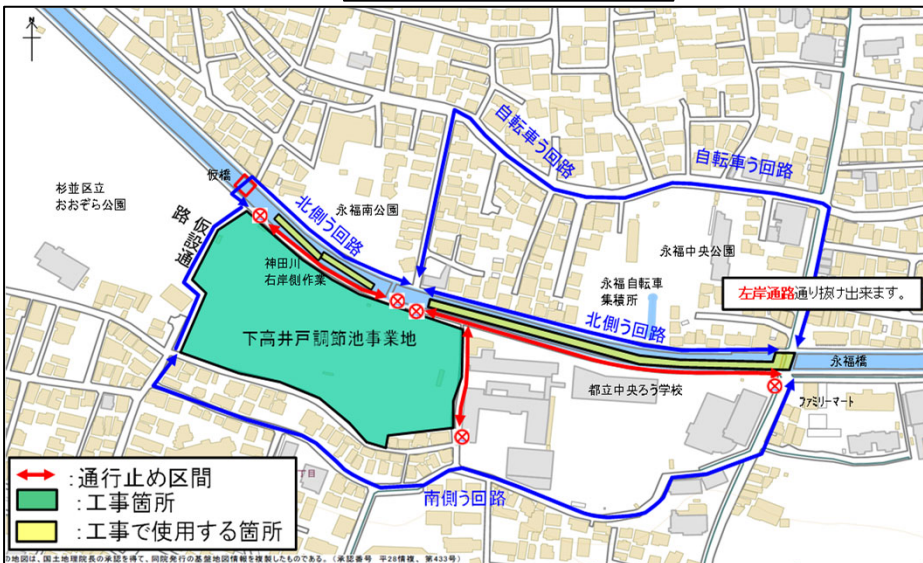 自転車う回路
自転車う回路
仮橋
杉並区立
おおぞら公園
仮設通路
北側う回路
永福南公園
永福中央公園
神田川
右岸側作業
永福自転車
集積所
左岸通路通り抜け出来ます。
北側う回路
下高井戸調節池事業地
永福橋
都立中央ろう学校
ファミリーマート
:通行止め区間
:工事箇所
:工事で使用する箇所
丁目
南側う回路
の地図は、国土地理院長の承認を得て、同院発行の基盤地図情報を複製したものである。(承認番号 平28情複、第433号)